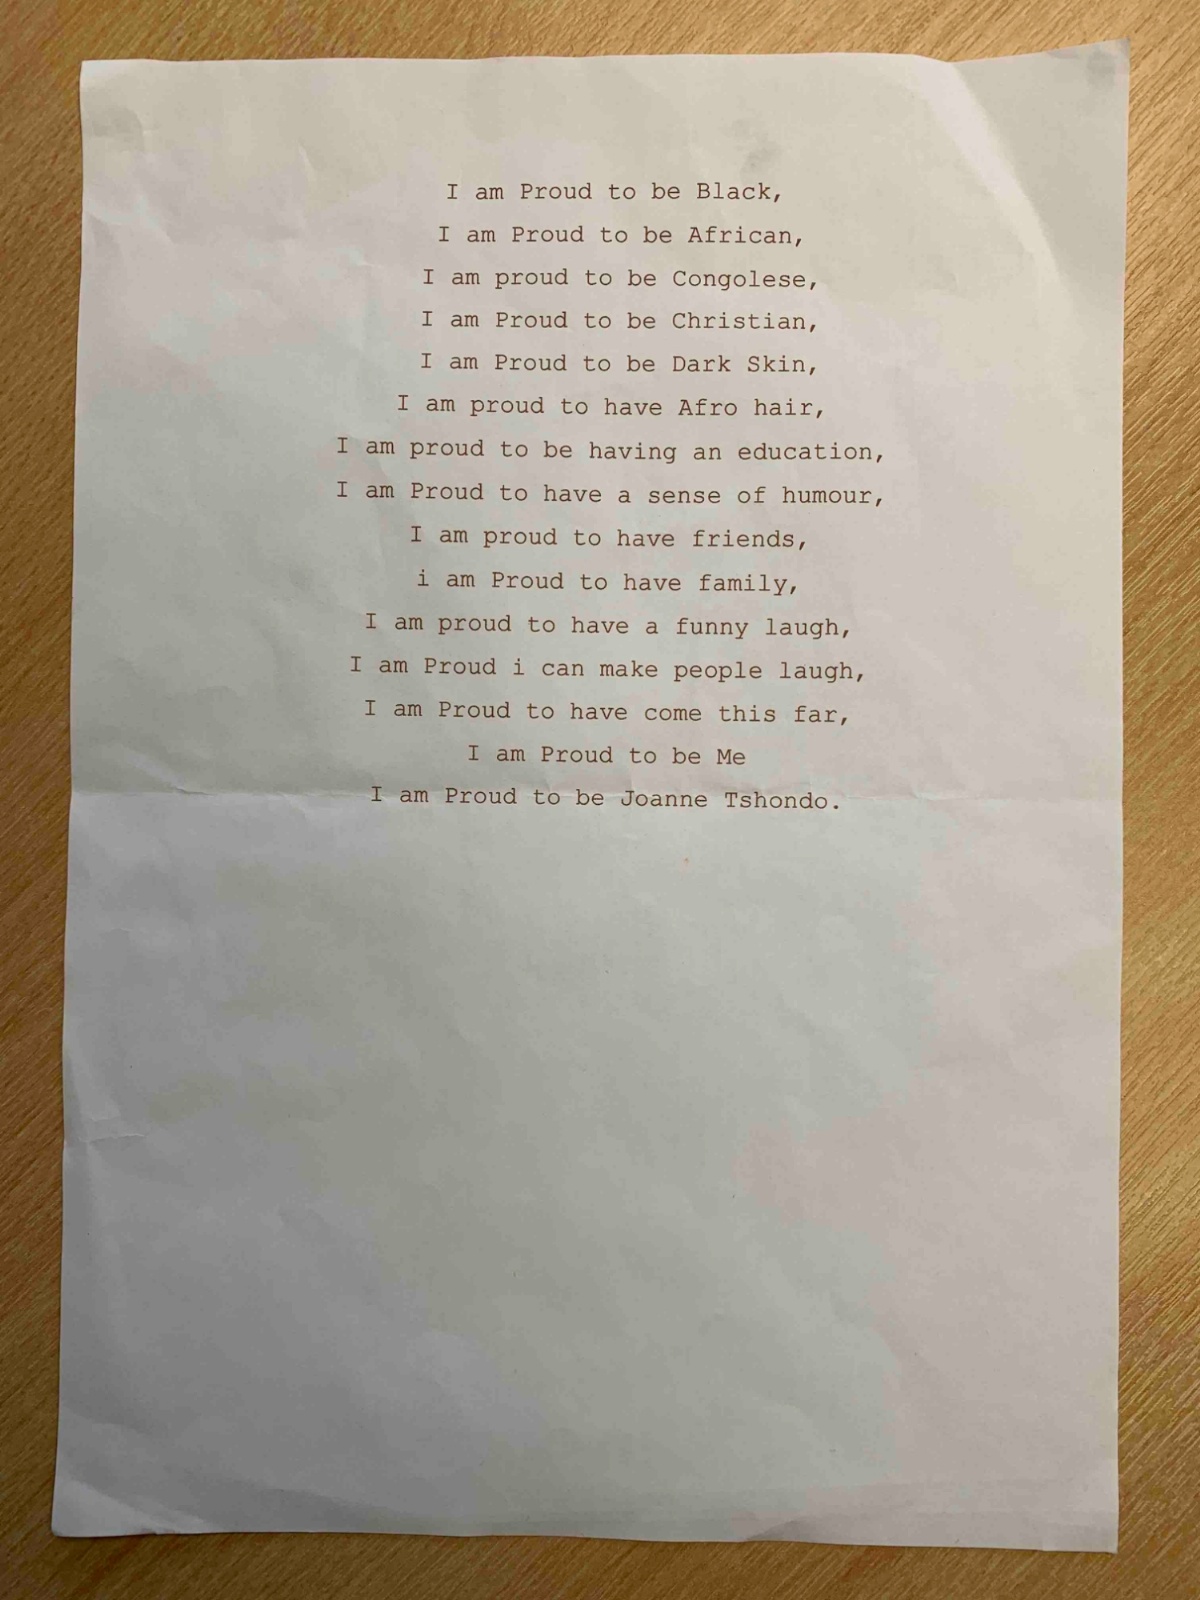 I am Proud to be Black,
I am Proud to be African,
I am proud to be Congolese,
I am Proud to be Christian,
I am Proud to be Dark Skin,
I am proud to have Afro hair,
I am proud to be having an education,
I am Proud to have a sense of humour,
I am proud to have friends,
i am Proud to have family,
I am proud to have a funny laugh,
I am Proud i can make people laugh,
I am Proud to have come this far,
I am Proud to be Me
I am Proud to be Joanne Tshondo.